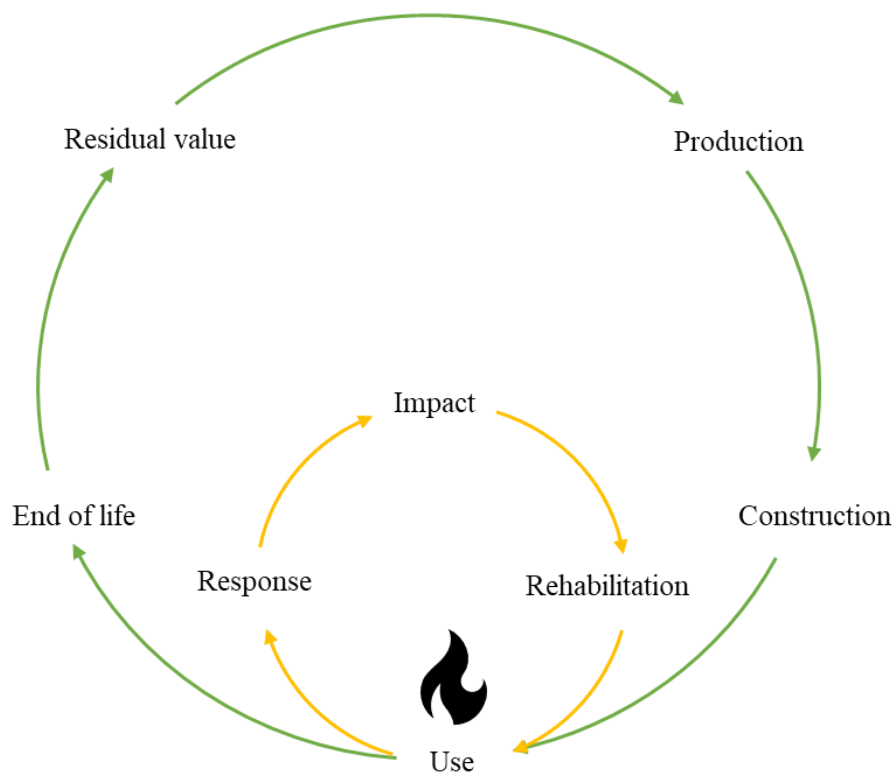 Residual value
Production
Impact
End of life
Construction
Response
Rehabilitation
Use